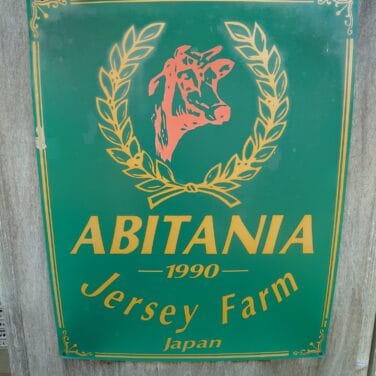 ABITANIA
—1990—
Jersey Farm
Japan